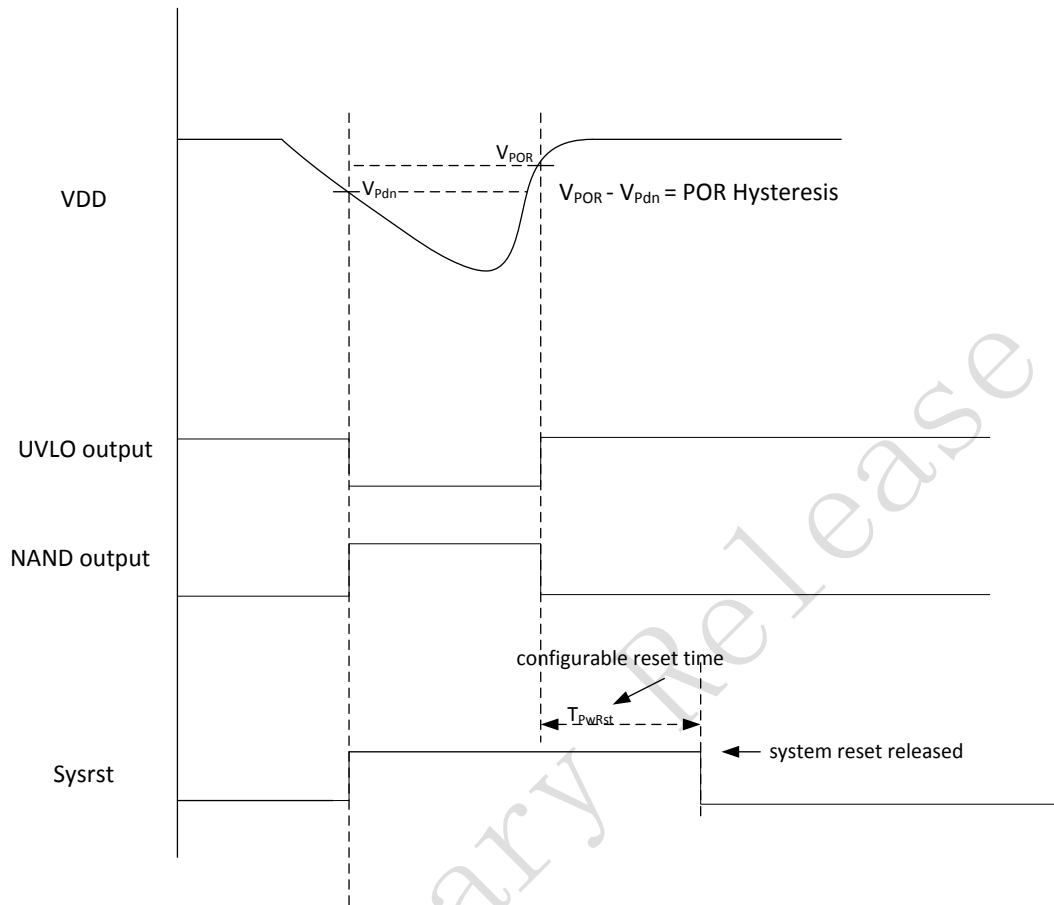 V_POR
V_Pdn
VDD
V_POR - V_Pdn = POR Hysteresis
UVLO output
NAND output
configurable reset time
T_PwRst
system reset released
Sysrst
ary Release